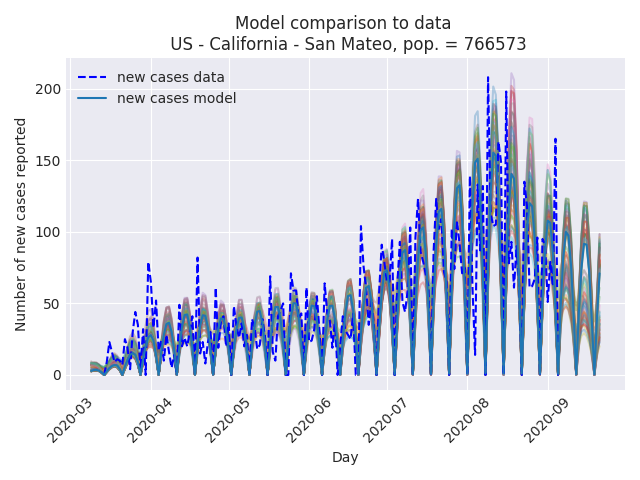 Model comparison to data
US - California - San Mateo, pop. = 766573
new cases data
new cases model
Number of new cases reported
200
150
100
50
0
2020-03
2020-04
2020-05
2020-06
2020-07
2020-08
2020-09
Day